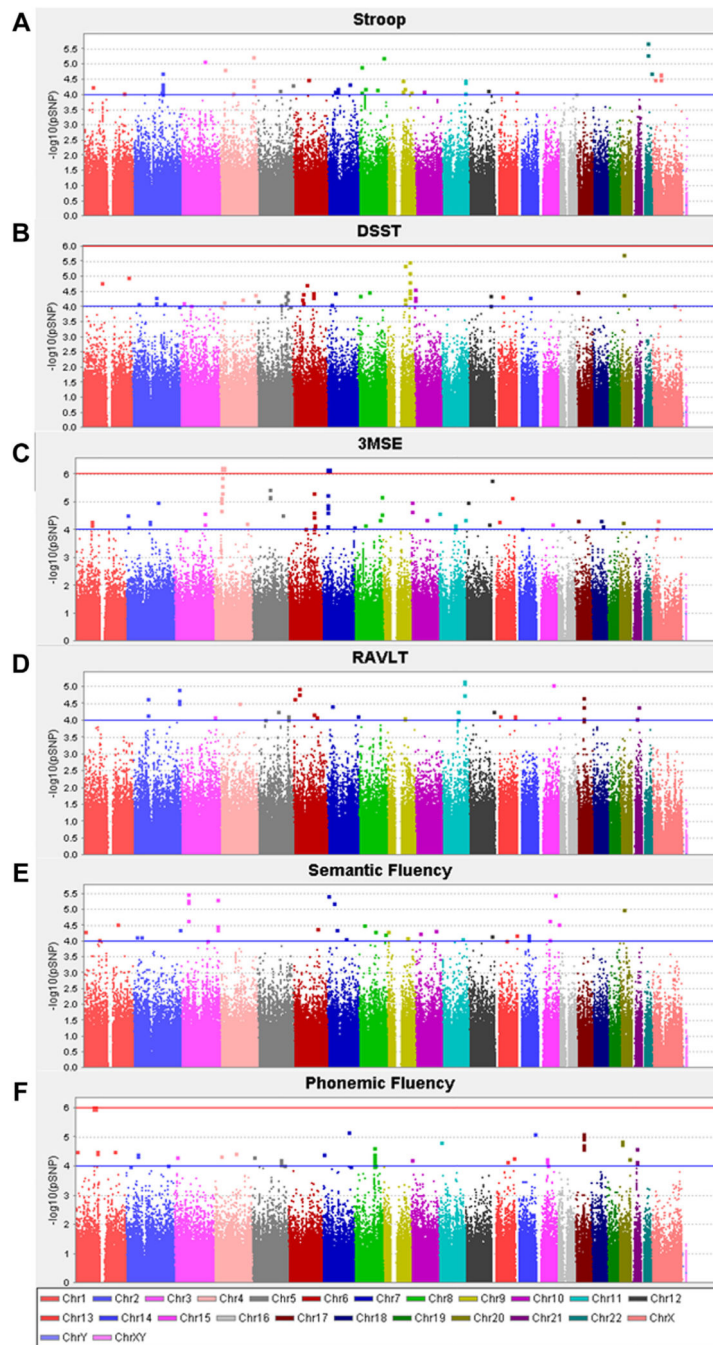 A
Stroop
-log10(pSNP)
5.5
5.0
4.5
4.0
3.5
3.0
2.5
2.0
1.5
1.0
0.5
0.0
B
DSST
-log10(pSNP)
6.0
5.5
5.0
4.5
4.0
3.5
3.0
2.5
2.0
1.5
1.0
0.5
0.0
C
3MSE
-log10(pSNP)
6
5
4
3
2
1
0
D
RAVLT
-log10(pSNP)
5.0
4.5
4.0
3.5
3.0
2.5
2.0
1.5
1.0
0.5
0.0
E
Semantic Fluency
-log10(pSNP)
5.5
5.0
4.5
4.0
3.5
3.0
2.5
2.0
1.5
1.0
0.5
0.0
F
Phonemic Fluency
-log10(pSNP)
6
5
4
3
2
1
0
Chr1 Chr2 Chr3 Chr4 Chr5 Chr6 Chr7 Chr8 Chr9 Chr10 Chr11 Chr12
Chr13 Chr14 Chr15 Chr16 Chr17 Chr18 Chr19 Chr20 Chr21 Chr22 ChrX
ChrY ChrXY